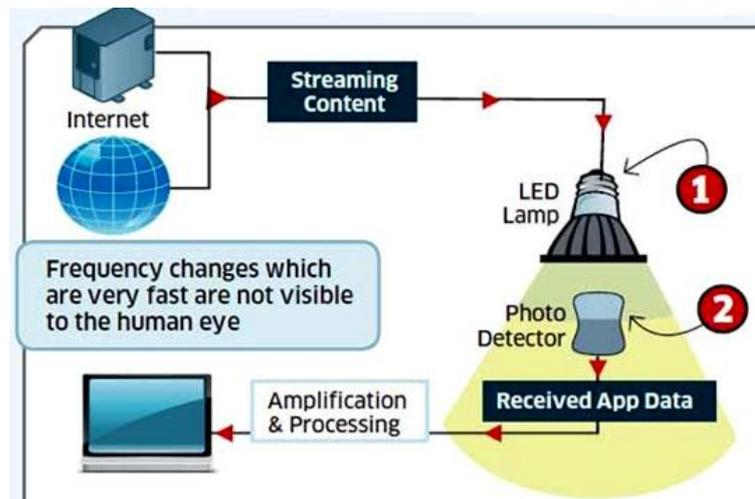 Streaming
Content
Internet
LED
Lamp
1
Frequency changes which
are very fast are not visible
to the human eye
Photo
Detector
2
Amplification
& Processing
Received App Data